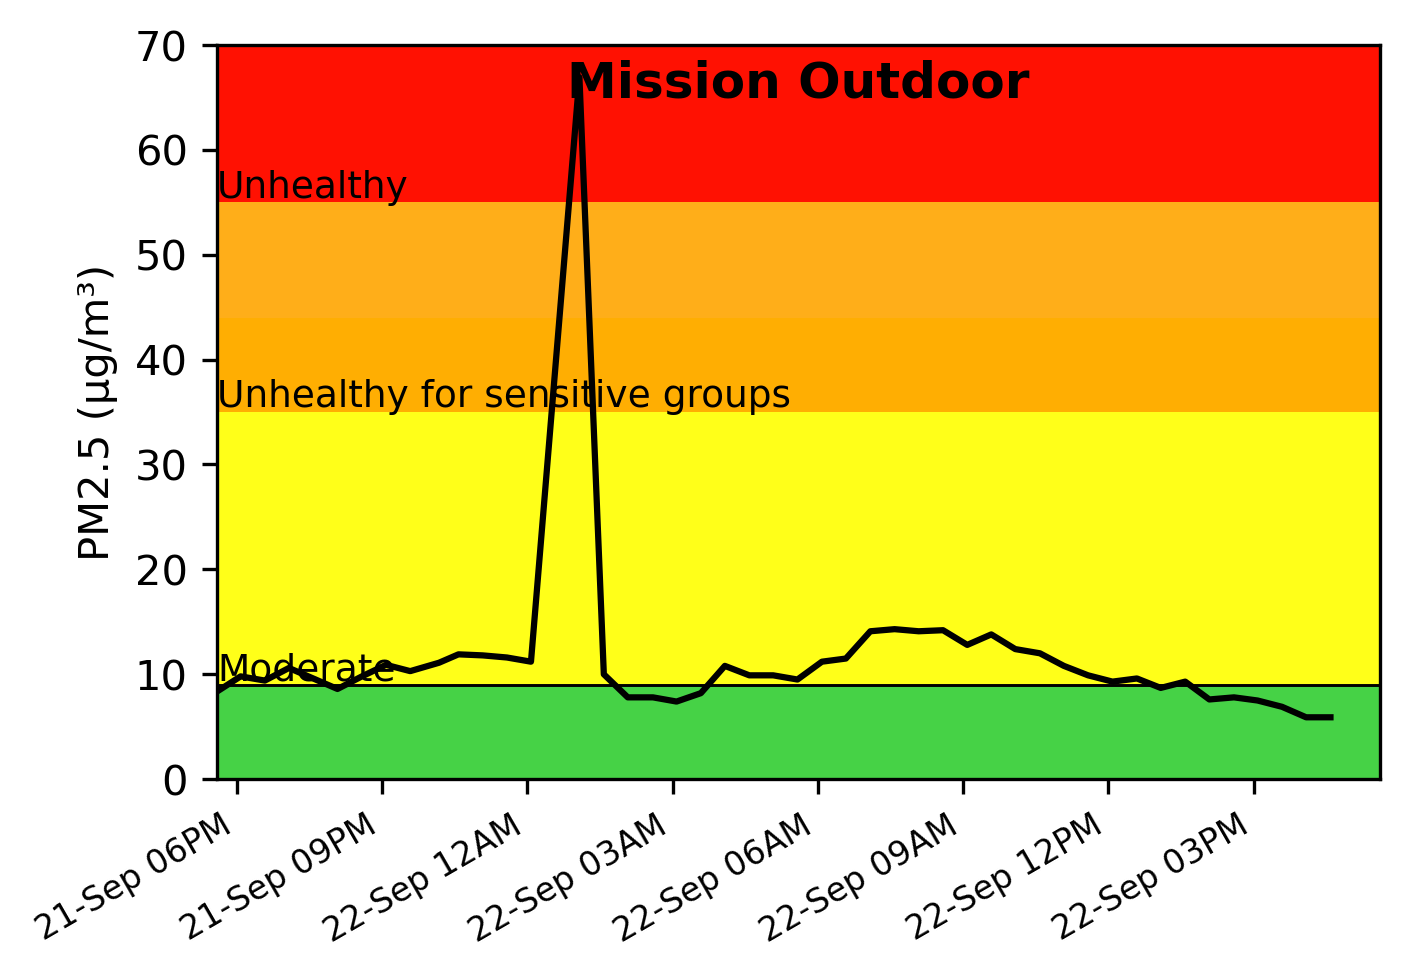 Mission Outdoor
PM2.5 (µg/m³)
70
60
50
40
30
20
10
0
Unhealthy
Unhealthy for sensitive groups
Moderate
21-Sep 06PM
21-Sep 09PM
22-Sep 12AM
22-Sep 03AM
22-Sep 06AM
22-Sep 09AM
22-Sep 12PM
22-Sep 03PM